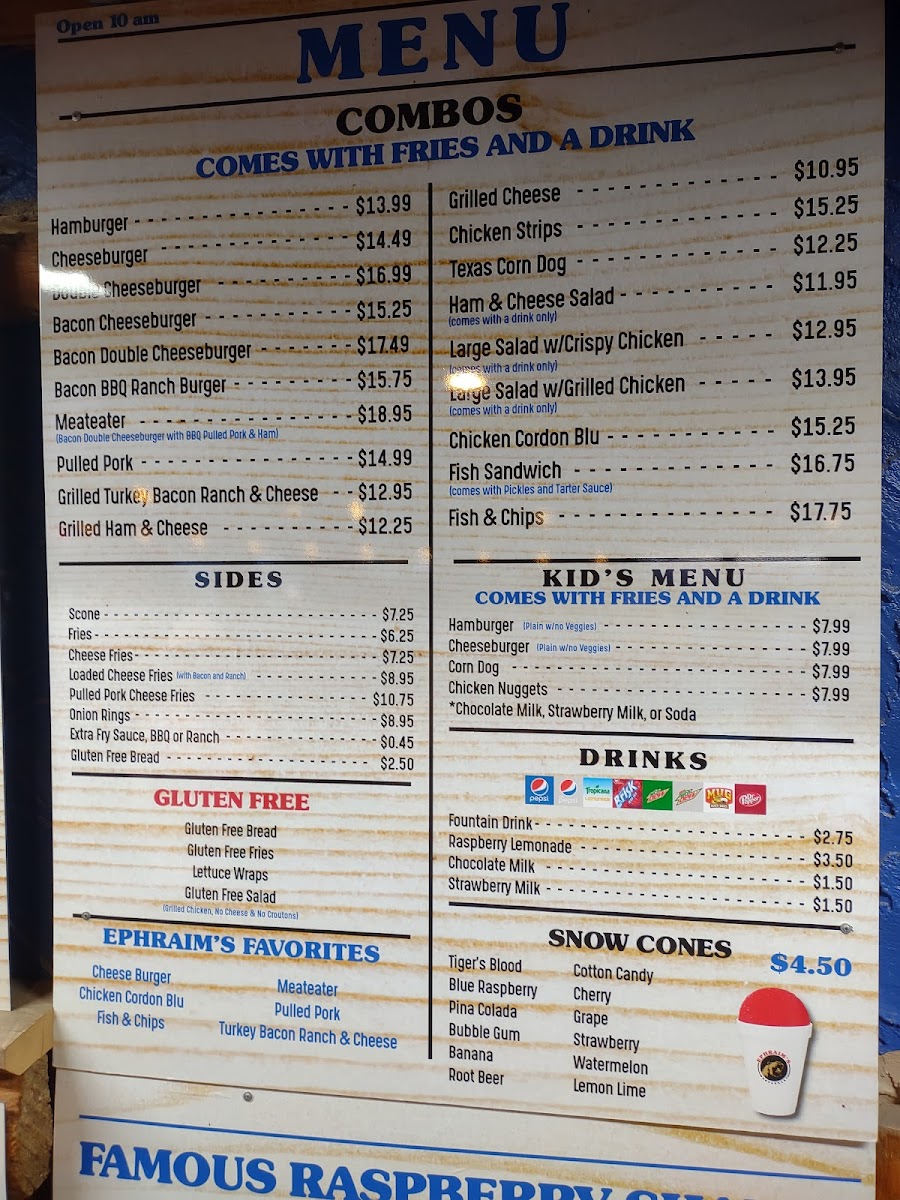 Open 10 am
MENU
COMBOS
COMES WITH FRIES AND A DRINK
Hamburger $13.99
Cheeseburger $14.49
Double Cheeseburger $16.99
Bacon Cheeseburger $15.25
Bacon Double Cheeseburger $17.49
Bacon BBQ Ranch Burger $15.75
Meateater $18.95
(Bacon Double Cheeseburger with BBQ Pulled Pork & Ham)
Pulled Pork $14.99
Grilled Turkey Bacon Ranch & Cheese $12.95
Grilled Ham & Cheese $12.25
Grilled Cheese $10.95
Chicken Strips $15.25
Texas Corn Dog $12.25
Ham & Cheese Salad $11.95
(comes with a drink only)
Large Salad w/Crispy Chicken $12.95
(comes with a drink only)
Large Salad w/Grilled Chicken $13.95
(comes with a drink only)
Chicken Cordon Blu $15.25
Fish Sandwich $16.75
(comes with Pickles and Tarter Sauce)
Fish & Chips $17.75
SIDES
Scone $7.25
Fries $6.25
Cheese Fries $7.25
Loaded Cheese Fries (with Bacon and Ranch) $8.95
Pulled Pork Cheese Fries $10.75
Onion Rings $8.95
Extra Fry Sauce, BBQ or Ranch $0.45
Gluten Free Bread $2.50
GLUTEN FREE
Gluten Free Bread
Gluten Free Fries
Lettuce Wraps
Gluten Free Salad
(Grilled Chicken, No Cheese & No Croutons)
EPHRAIM'S FAVORITES
Cheese Burger
Chicken Cordon Blu
Fish & Chips
Meateater
Pulled Pork
Turkey Bacon Ranch & Cheese
KID'S MENU
COMES WITH FRIES AND A DRINK
Hamburger (Plain w/no Veggies) $7.99
Cheeseburger (Plain w/no Veggies) $7.99
Corn Dog $7.99
Chicken Nuggets $7.99
*Chocolate Milk, Strawberry Milk, or Soda
DRINKS
pepsi
Tropicana
Brisk
MUG
Dr Pepper
Fountain Drink $2.75
Raspberry Lemonade $3.50
Chocolate Milk $1.50
Strawberry Milk $1.50
SNOW CONES
$4.50
Tiger's Blood
Blue Raspberry
Pina Colada
Bubble Gum
Banana
Root Beer
Cotton Candy
Cherry
Grape
Strawberry
Watermelon
Lemon Lime
EPHRAIM'S
FAMOUS RASPBERRY